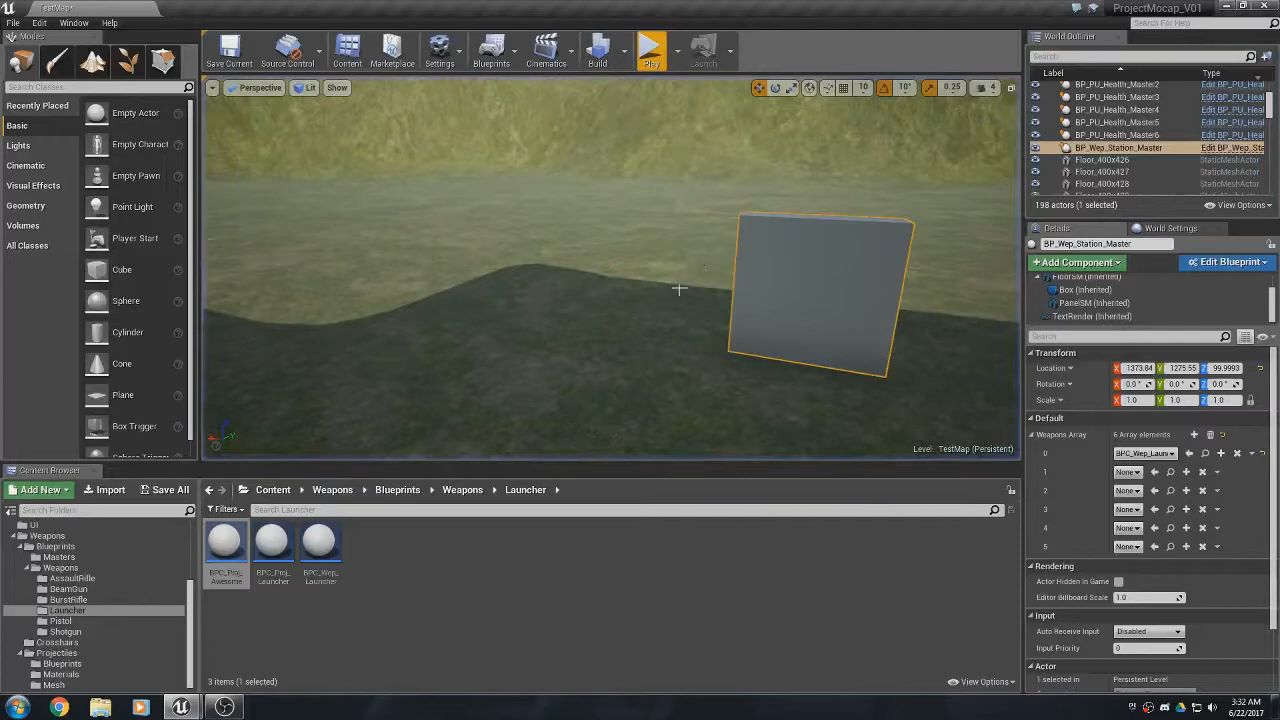 TestMap*
ProjectMocap_V01
File Edit Window Help
Search For Help
Modes
Save Current
Source Control
Content
Marketplace
Settings
Blueprints
Cinematics
Build
Play
Launch
World Outliner
Search
Label Type
Search Classes
Recently Placed
Basic
Lights
Cinematic
Visual Effects
Geometry
Volumes
All Classes
Empty Actor
Empty Charact
Empty Pawn
Point Light
Player Start
Cube
Sphere
Cylinder
Cone
Plane
Box Trigger
Sphere Trigger
Perspective Lit Show
10 10° 0.25 4
Level: TestMap (Persistent)
BP_PU_Health_Master2 Edit BP_PU_Heal
BP_PU_Health_Master3 Edit BP_PU_Heal
BP_PU_Health_Master4 Edit BP_PU_Heal
BP_PU_Health_Master5 Edit BP_PU_Heal
BP_PU_Health_Master6 Edit BP_PU_Heal
BP_Wep_Station_Master Edit BP_Wep_Sta
Floor_400x426 StaticMeshActor
Floor_400x427 StaticMeshActor
Floor_400x428 StaticMeshActor
198 actors (1 selected) View Options
Details World Settings
BP_Wep_Station_Master
Add Component Edit Blueprint
FloorSM (Inherited)
Box (Inherited)
PanelSM (Inherited)
TextRender (Inherited)
Search
Transform
Location X 1373.84 Y 1275.55 Z 99.9993
Rotation X 0.0 ° Y 0.0 ° Z 0.0 °
Scale X 1.0 Y 1.0 Z 1.0
Default
Weapons Array 6 Array elements
0 BPC_Wep_Laun
1 None
2 None
3 None
4 None
5 None
Rendering
Actor Hidden In Game
Editor Billboard Scale 1.0
Input
Auto Receive Input Disabled
Input Priority 0
Actor
1 selected in Persistent Level
Content Browser
Add New Import Save All
Content Weapons Blueprints Weapons Launcher
Search Folders
Filters Search Launcher
UI
Weapons
Blueprints
Masters
Weapons
AssaultRifle
BeamGun
BurstRifle
Launcher
Pistol
Shotgun
Crosshairs
Projectiles
Blueprints
Materials
Mesh
BPC_Proj_
Awesome
BPC_Proj_
Launcher
BPC_Wep_
Launcher
3 items (1 selected) View Options
3:32 AM
6/22/2017